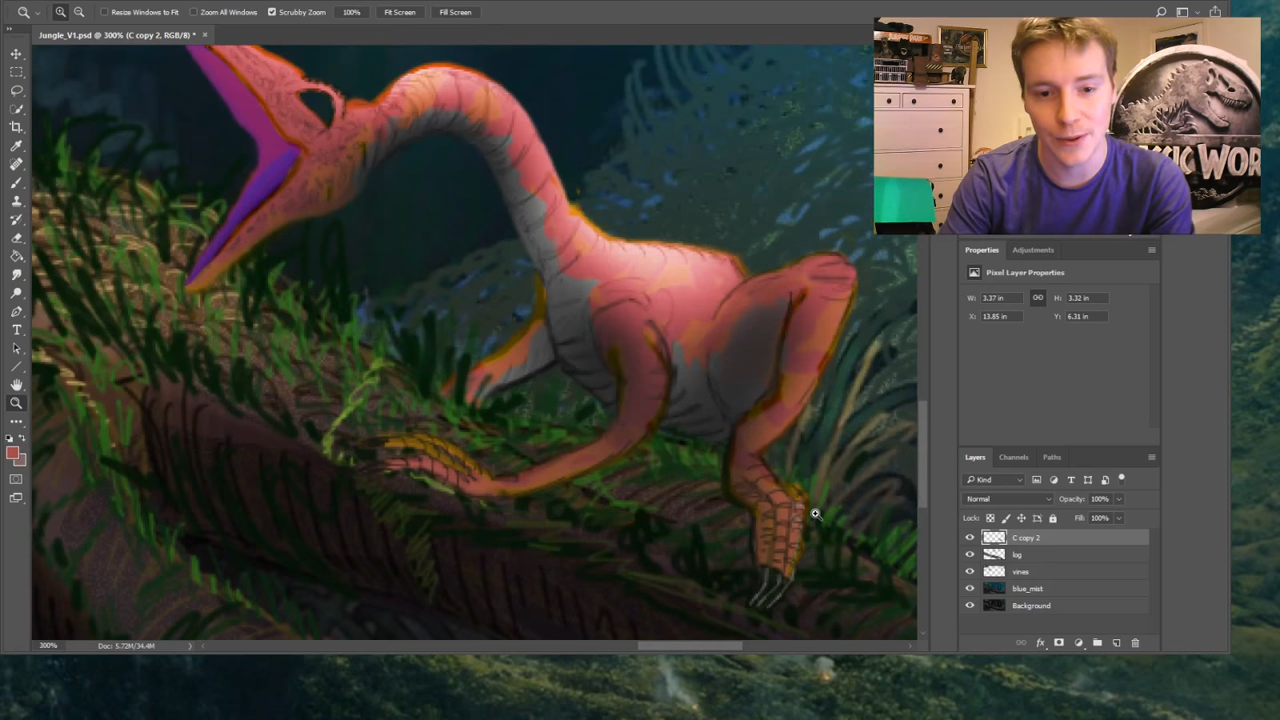 Resize Windows to Fit Zoom All Windows Scrubby Zoom 100% Fit Screen Fill Screen
Jungle_V1.psd @ 300% (C copy 2, RGB/8) *
ASSIC WOR
Properties Adjustments
Pixel Layer Properties
W: 3.37 in H: 3.32 in
X: 13.85 in Y: 6.31 in
Layers Channels Paths
Kind
Normal Opacity: 100%
Lock: Fill: 100%
C copy 2
log
vines
blue_mist
Background
300% Doc: 5.72M/34.4M